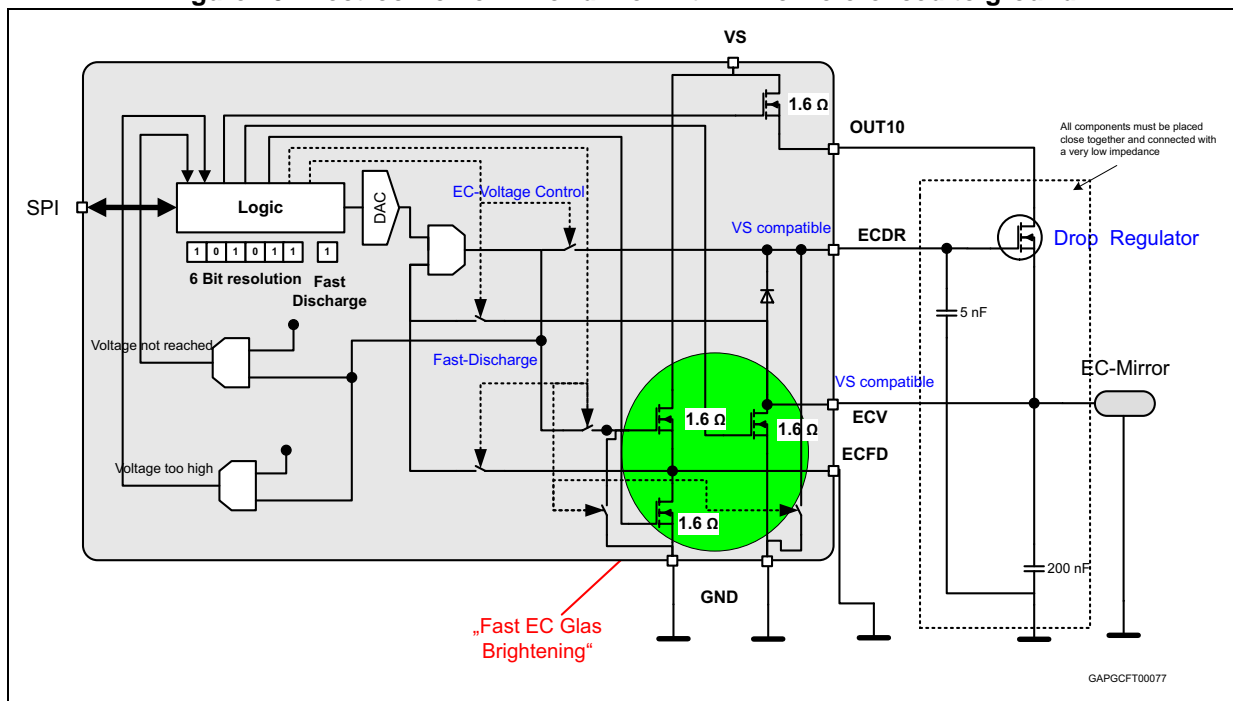 VS
1.6 Ω
OUT10
All components must be placed
close together and connected with
a very low impedance
SPI
Logic
DAC
EC-Voltage Control
VS compatible
ECDR
Drop Regulator
1 0 1 0 1 1
1
6 Bit resolution
Fast
Discharge
5 nF
Voltage not reached
Fast-Discharge
VS compatible
EC-Mirror
ECV
1.6 Ω
1.6 Ω
ECFD
Voltage too high
1.6 Ω
200 nF
GND
„Fast EC Glas
Brightening“
GAPGCFT00077